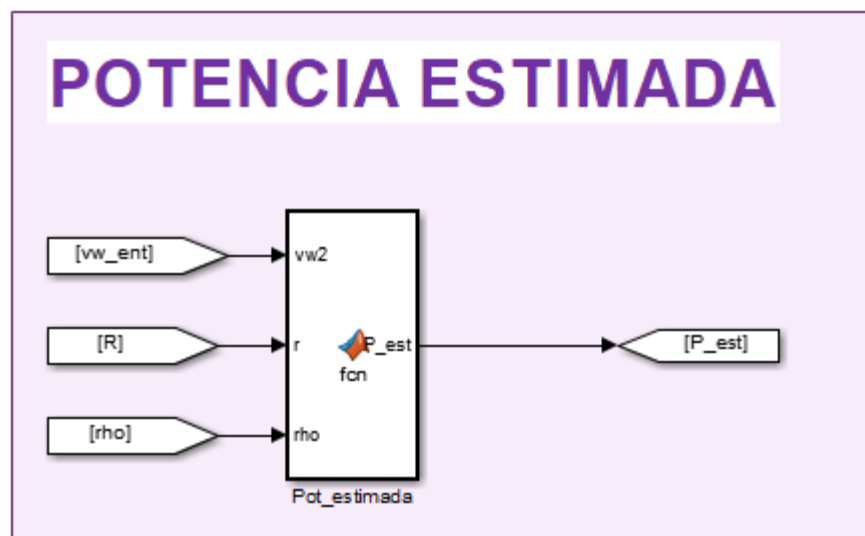 POTENCIA ESTIMADA
[vw_ent]
vw2
[R]
r
P_est
[P_est]
fcn
[rho]
rho
Pot_estimada